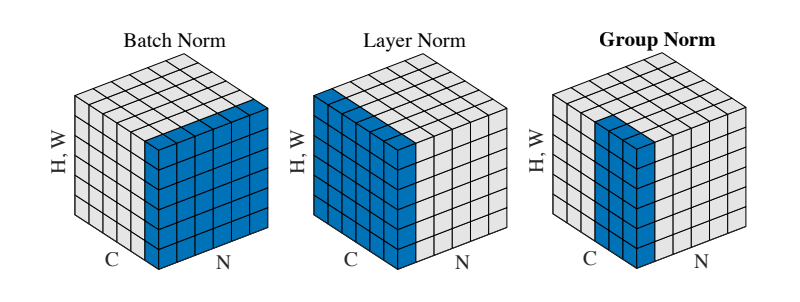 Batch Norm
Layer Norm
Group Norm
H, W
C
N
H, W
C
N
H, W
C
N